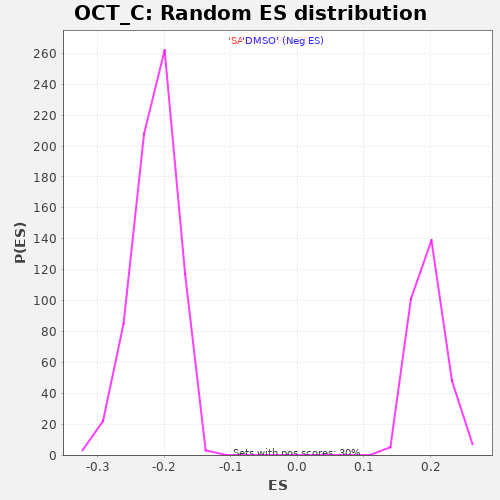 OCT_C: Random ES distribution
'SA 'DMSO' (Neg ES)
260
240
220
200
180
160
140
120
100
80
60
40
20
0
P(ES)
Sets with pos scores: 30%
-0.3 -0.2 -0.1 0.0 0.1 0.2
ES